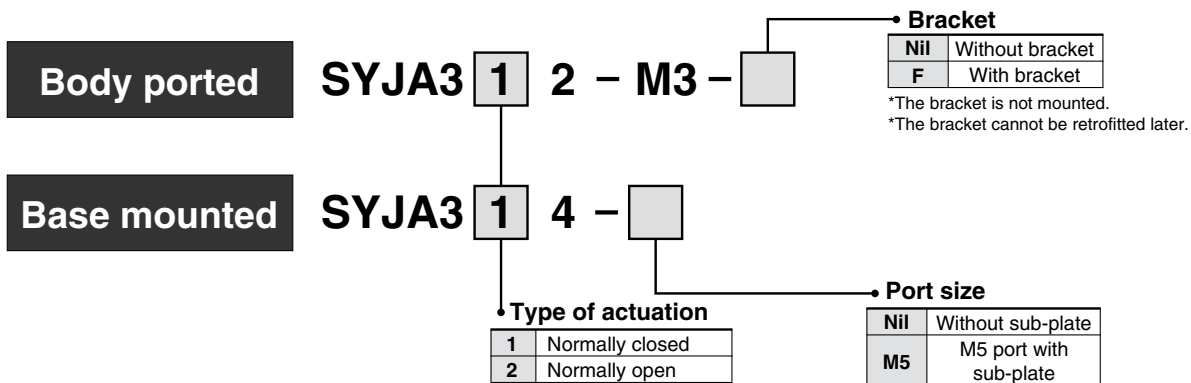 Bracket
Nil Without bracket
F With bracket
*The bracket is not mounted.
*The bracket cannot be retrofitted later.
Body ported SYJA3 1 2 – M3 –
Base mounted SYJA3 1 4 –
Type of actuation
1 Normally closed
2 Normally open
Port size
Nil Without sub-plate
M5 M5 port with
sub-plate